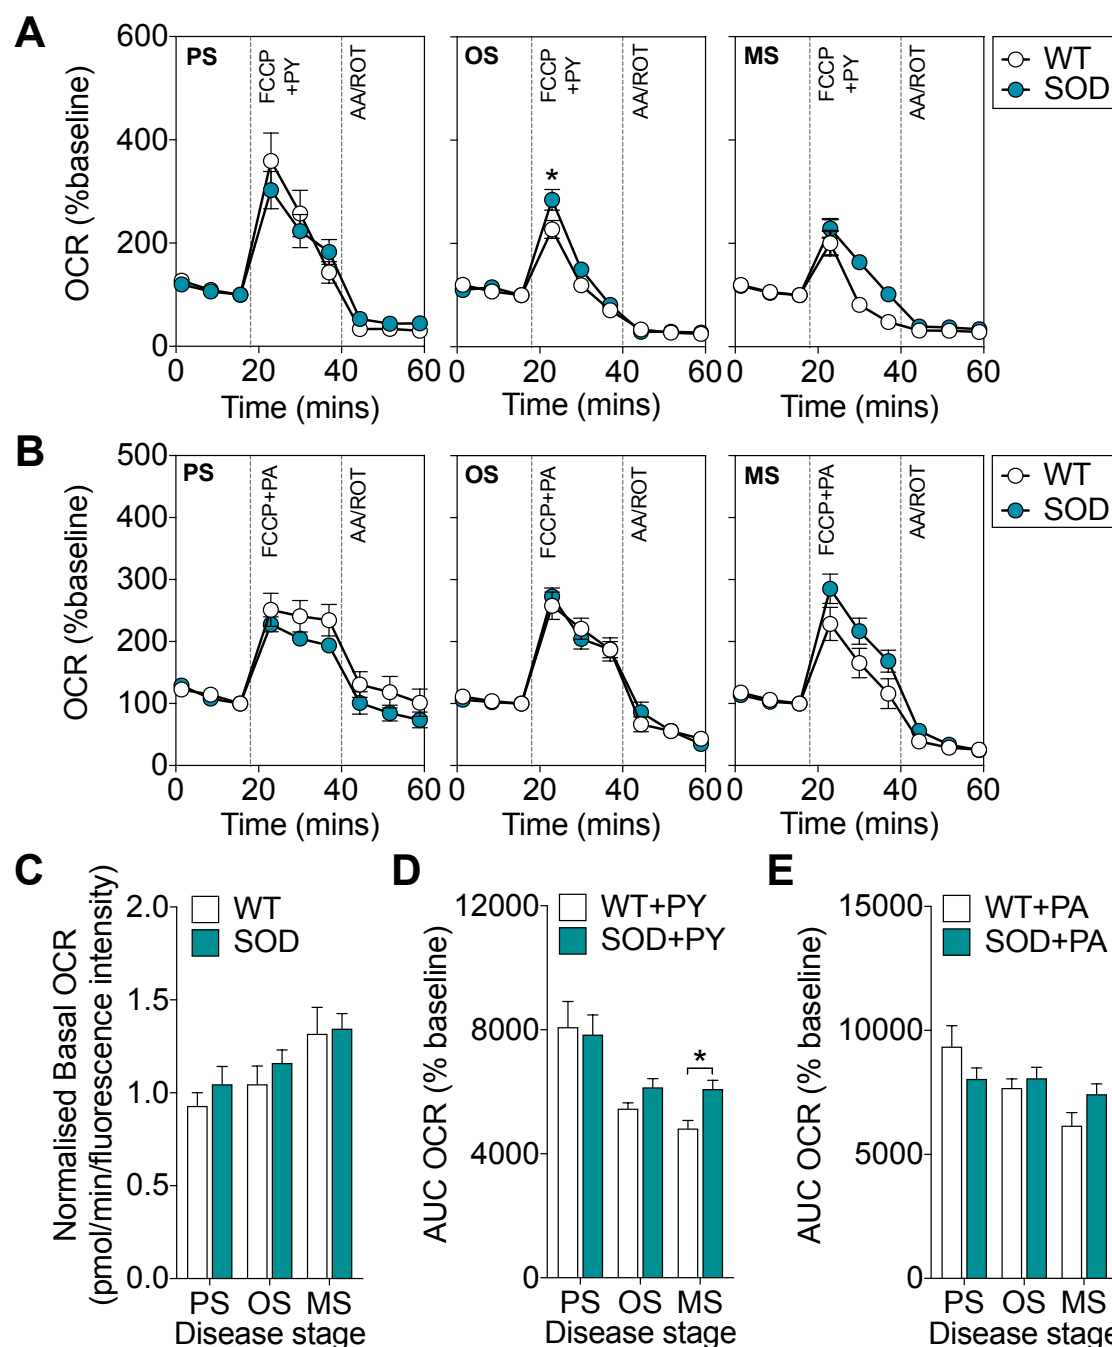 A
OCR (%baseline)
600
400
200
0
PS
FCCP
+PY
AA/ROT
OS
FCCP
+PY
AA/ROT
*
MS
FCCP
+PY
AA/ROT
WT
SOD
0 20 40 60
0 20 40 60
0 20 40 60
Time (mins)
Time (mins)
Time (mins)
B
OCR (%baseline)
500
400
300
200
100
0
PS
FCCP+PA
AA/ROT
OS
FCCP+PA
AA/ROT
MS
FCCP+PA
AA/ROT
WT
SOD
0 20 40 60
0 20 40 60
0 20 40 60
Time (mins)
Time (mins)
Time (mins)
C
Normalised Basal OCR
(pmol/min/fluorescence intensity)
2.0
1.5
1.0
0.5
0.0
WT
SOD
PS OS MS
Disease stage
D
AUC OCR (% baseline)
12000
8000
4000
0
WT+PY
SOD+PY
*
PS OS MS
Disease stage
E
AUC OCR (% baseline)
15000
10000
5000
0
WT+PA
SOD+PA
PS OS MS
Disease stage